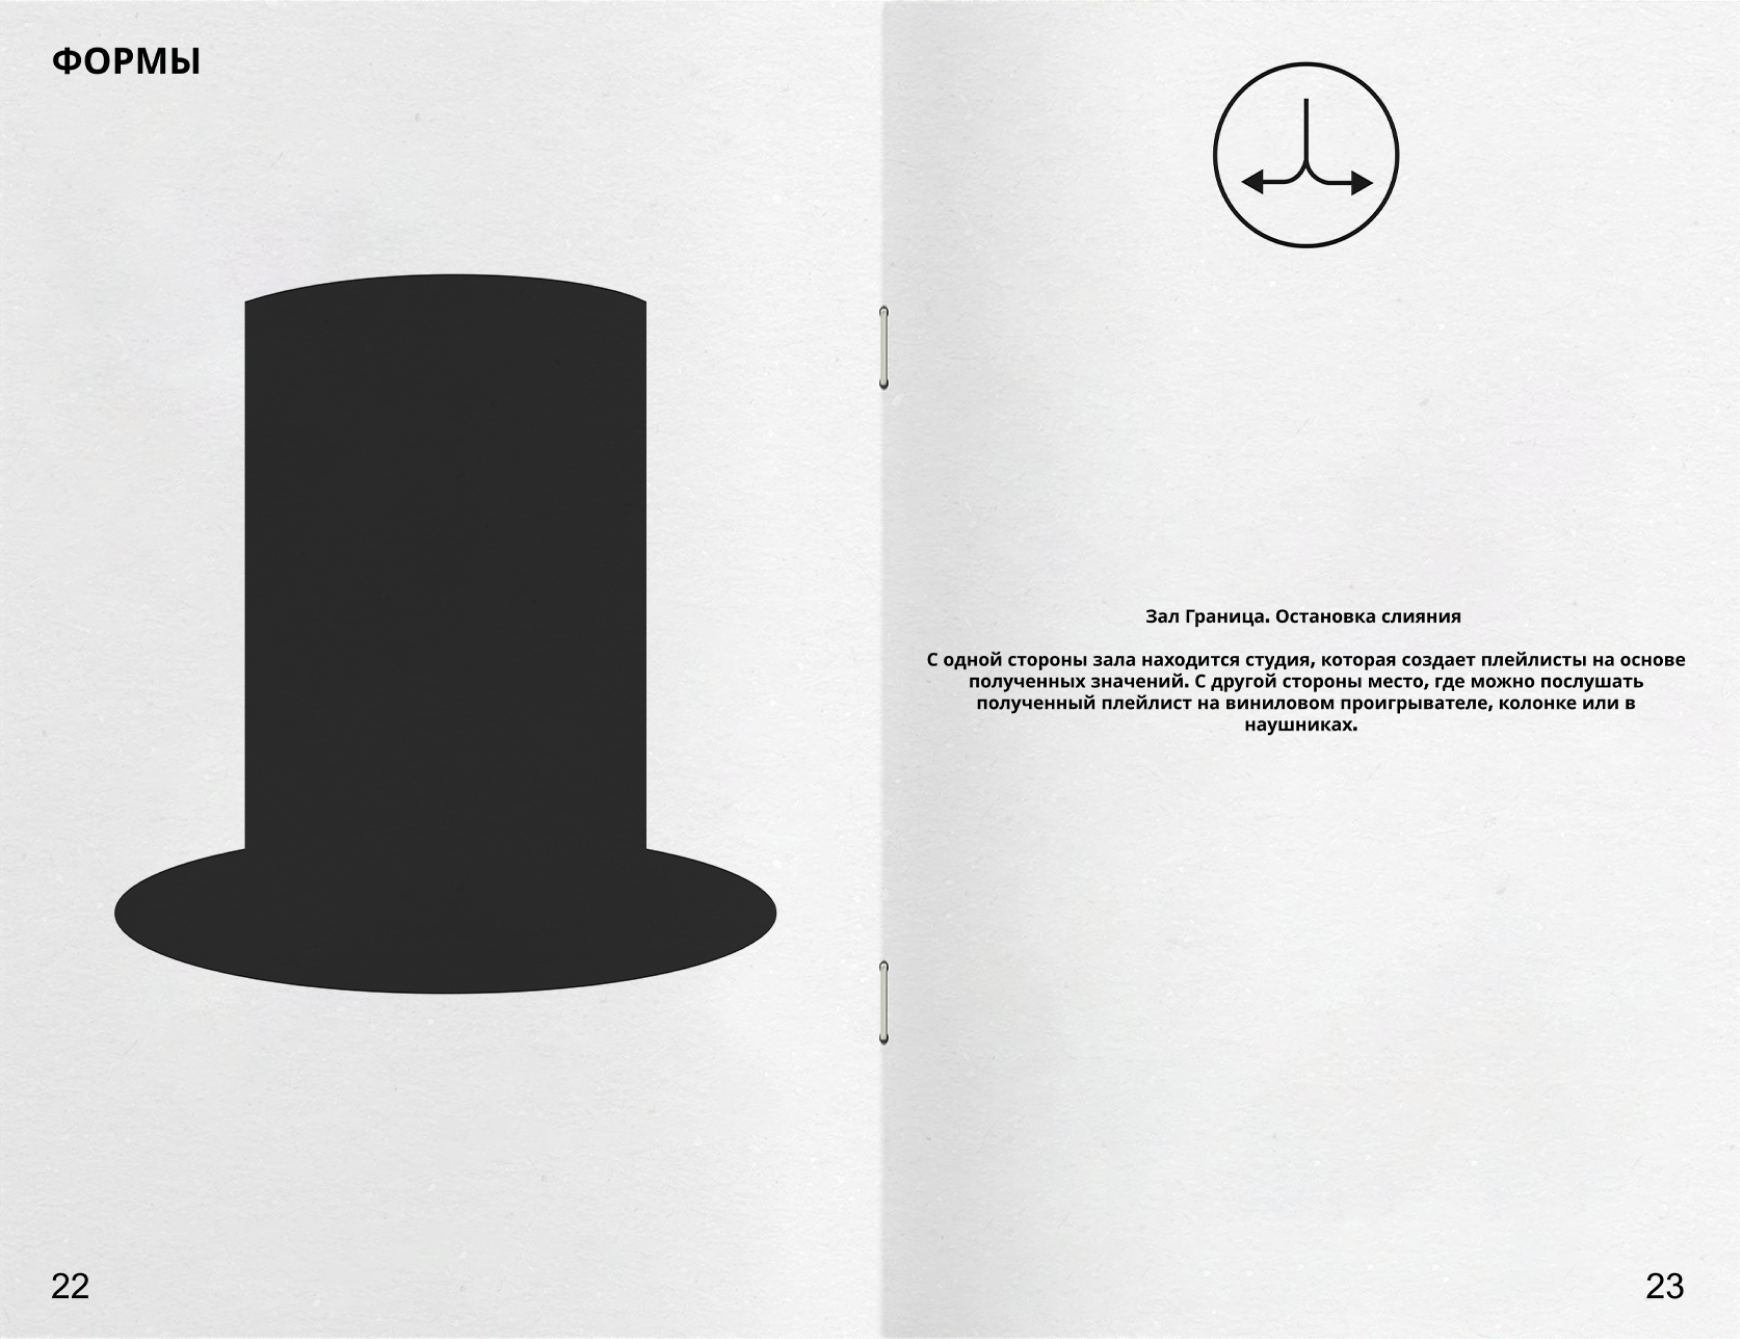 ФОРМЫ
22
Зал Граница. Остановка слияния
С одной стороны зала находится студия, которая создает плейлисты на основе
полученных значений. С другой стороны место, где можно послушать
полученный плейлист на виниловом проигрывателе, колонке или в
наушниках.
23